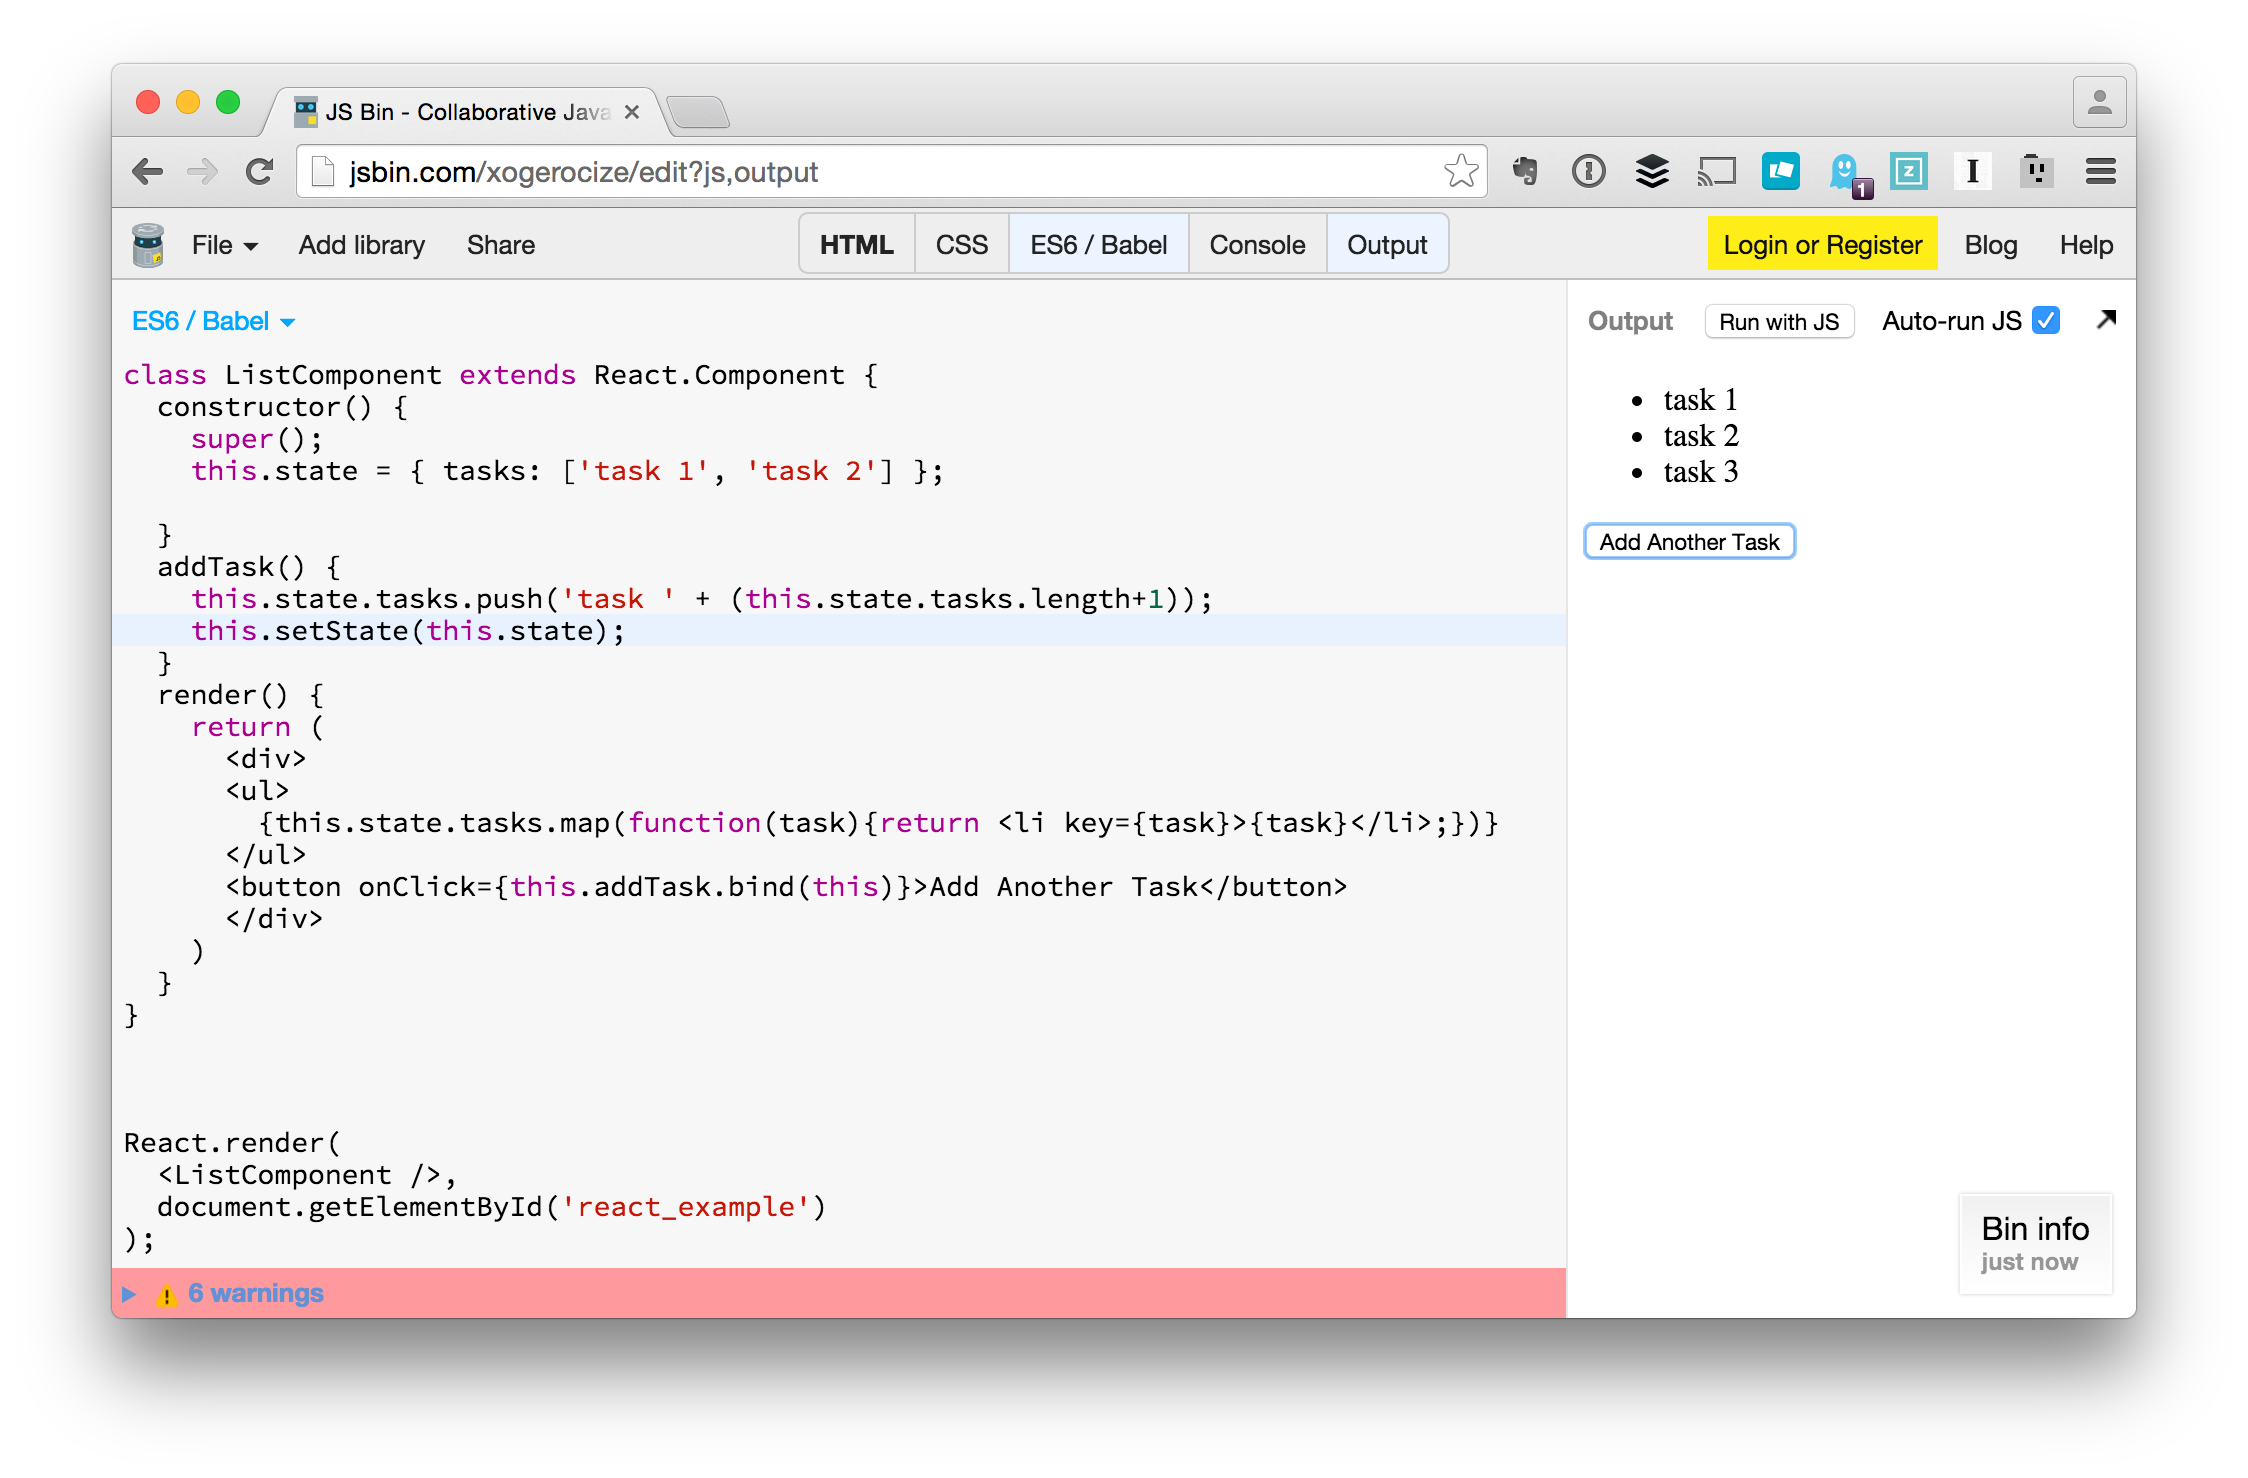 JS Bin - Collaborative Java
jsbin.com/xogerocize/edit?js,output
1
z
I
File Add library Share HTML CSS ES6 / Babel Console Output Login or Register Blog Help
ES6 / Babel
Output Run with JS Auto-run JS
class ListComponent extends React.Component {
  constructor() {
    super();
    this.state = { tasks: ['task 1', 'task 2'] };
  }
  addTask() {
    this.state.tasks.push('task ' + (this.state.tasks.length+1));
    this.setState(this.state);
  }
  render() {
    return (
      <div>
      <ul>
        {this.state.tasks.map(function(task){return <li key={task}>{task}</li>;})}
      </ul>
      <button onClick={this.addTask.bind(this)}>Add Another Task</button>
      </div>
    )
  }
}
React.render(
  <ListComponent />,
  document.getElementById('react_example')
);
6 warnings
• task 1
• task 2
• task 3
Add Another Task
Bin info
just now